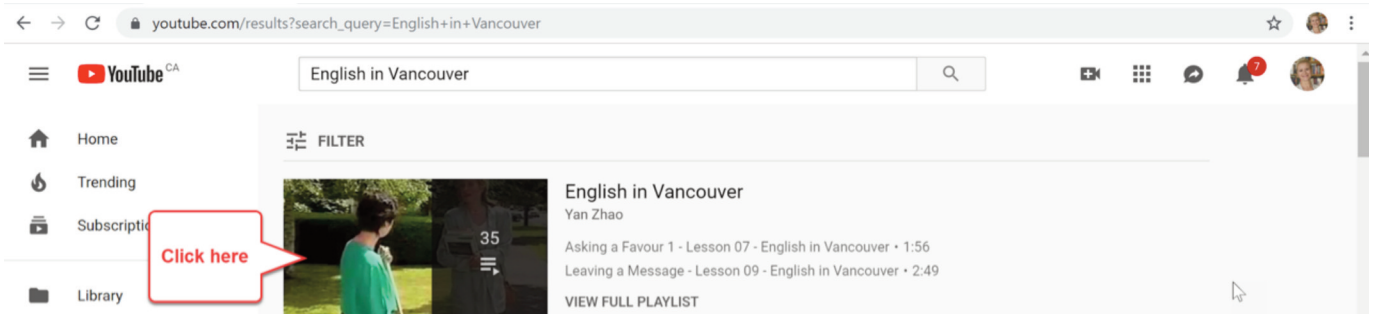 youtube.com/results?search_query=English+in+Vancouver
YouTube CA
English in Vancouver
7
Home
FILTER
Trending
English in Vancouver
Yan Zhao
Subscriptio
35
Click here
Asking a Favour 1 - Lesson 07 - English in Vancouver • 1:56
Leaving a Message - Lesson 09 - English in Vancouver • 2:49
Library
VIEW FULL PLAYLIST